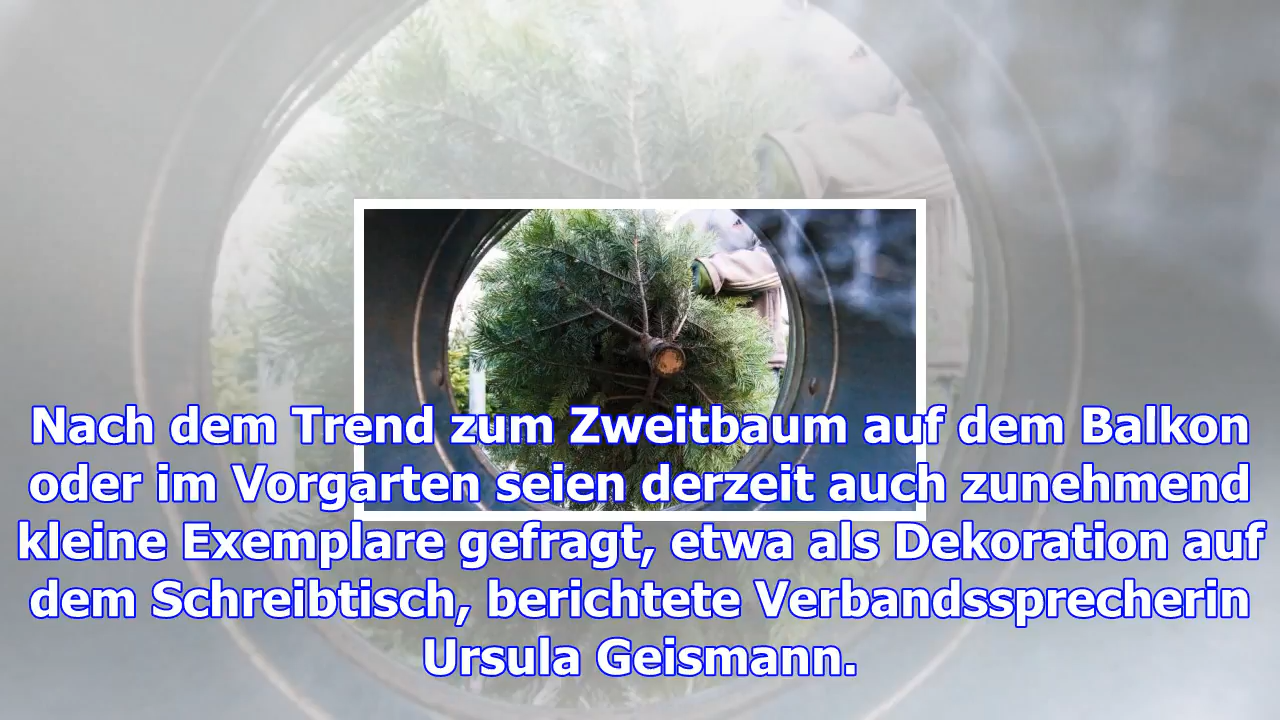 Nach dem Trend zum Zweitbaum auf dem Balkon
oder im Vorgarten seien derzeit auch zunehmend
kleine Exemplare gefragt, etwa als Dekoration auf
dem Schreibtisch, berichtete Verbandssprecherin
Ursula Geismann.